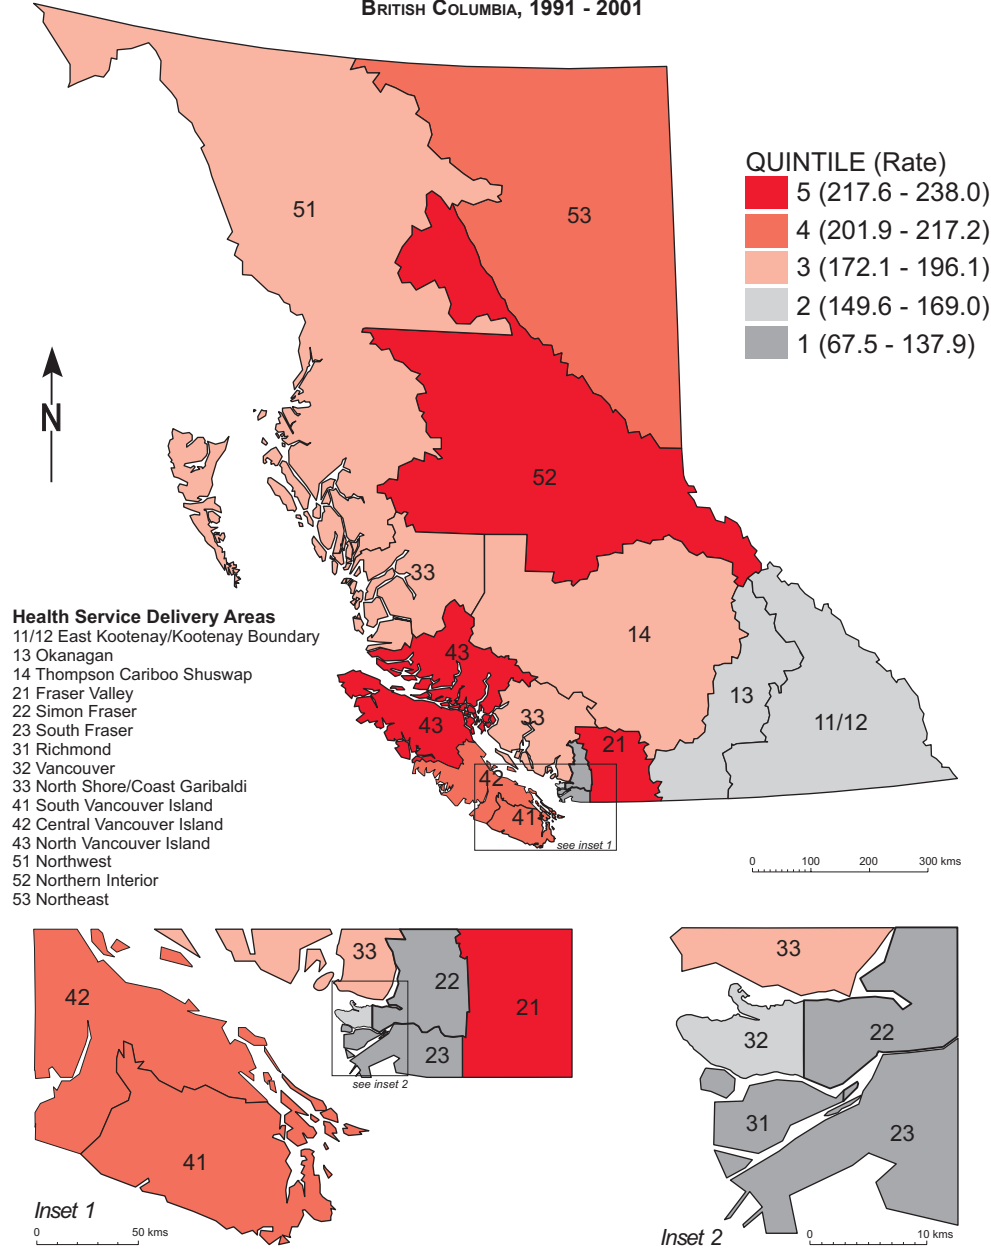 BRITISH COLUMBIA, 1991 - 2001
QUINTILE (Rate)
5 (217.6 - 238.0)
4 (201.9 - 217.2)
3 (172.1 - 196.1)
2 (149.6 - 169.0)
1 (67.5 - 137.9)
51
53
N
52
33
14
43
13
33
43
11/12
21
42
41
see inset 1
0 100 200 300 kms
Health Service Delivery Areas
11/12 East Kootenay/Kootenay Boundary
13 Okanagan
14 Thompson Cariboo Shuswap
21 Fraser Valley
22 Simon Fraser
23 South Fraser
31 Richmond
32 Vancouver
33 North Shore/Coast Garibaldi
41 South Vancouver Island
42 Central Vancouver Island
43 North Vancouver Island
51 Northwest
52 Northern Interior
53 Northeast
33
42
22
21
23
see inset 2
41
Inset 1
0 50 kms
33
32
22
31
23
Inset 2
0 10 kms